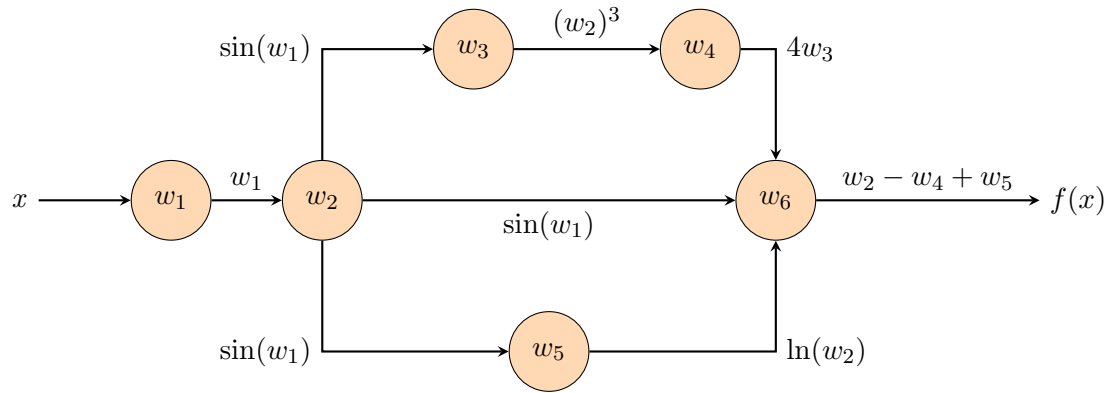 sin(w₁)
w₃
(w₂)³
w₄
4w₃
x
w₁
w₁
w₂
sin(w₁)
w₆
w₂ − w₄ + w₅
f(x)
sin(w₁)
w₅
ln(w₂)